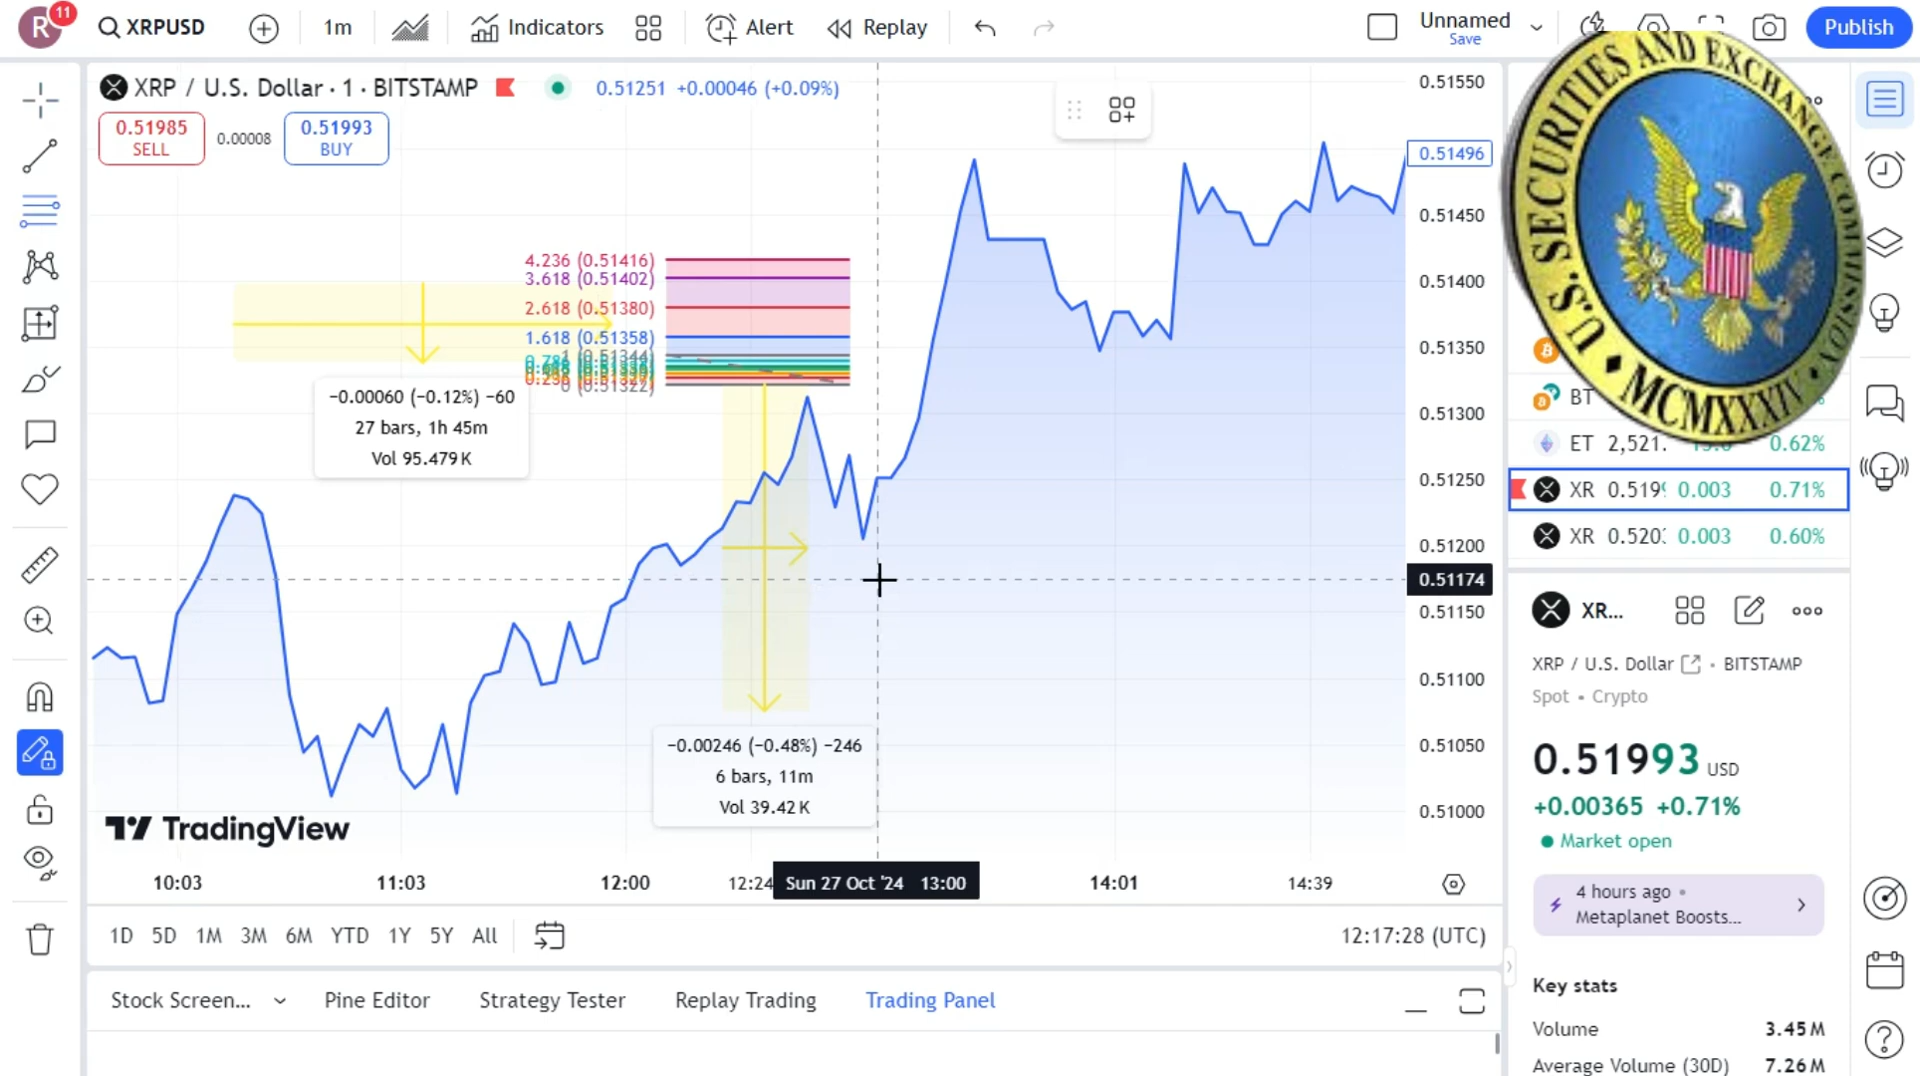 R 11 XRPUSD 1m Indicators Alert Replay Unnamed Save Publish
XRP / U.S. Dollar · 1 · BITSTAMP 0.51251 +0.00046 (+0.09%)
0.51985 SELL 0.00008 0.51993 BUY
U.S. SECURITIES AND EXCHANGE COMMISSION
MCMXXXIV
0.51550
0.51496
0.51450
0.51400
0.51350
0.51300
0.51250
0.51200
0.51174
0.51150
0.51100
0.51050
0.51000
4.236 (0.51416)
3.618 (0.51402)
2.618 (0.51380)
1.618 (0.51358)
1 (0.51344)
0 (0.51322)
−0.00060 (−0.12%) −60
27 bars, 1h 45m
Vol 95.479 K
−0.00246 (−0.48%) −246
6 bars, 11m
Vol 39.42 K
TradingView
10:03 11:03 12:00 12:24 Sun 27 Oct '24 13:00 14:01 14:39
1D 5D 1M 3M 6M YTD 1Y 5Y All 12:17:28 (UTC)
Stock Screen... Pine Editor Strategy Tester Replay Trading Trading Panel
BT
ET 2,521. 0.62%
XR 0.519 0.003 0.71%
XR 0.520 0.003 0.60%
XR...
XRP / U.S. Dollar • BITSTAMP
Spot • Crypto
0.51993 USD
+0.00365 +0.71%
Market open
4 hours ago •
Metaplanet Boosts...
Key stats
Volume 3.45 M
Average Volume (30D) 7.26 M